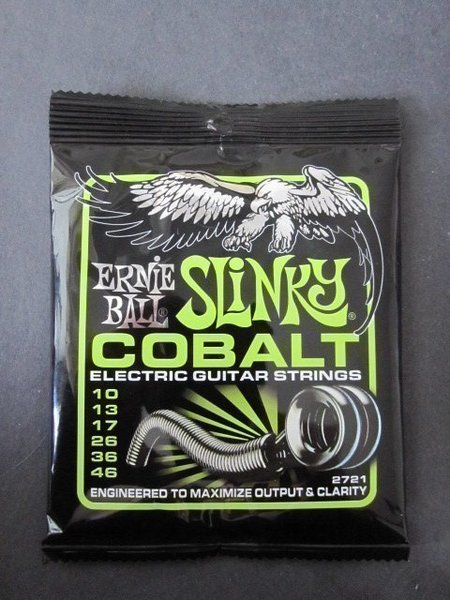 ERNIE BALL® SLINKY®
COBALT
ELECTRIC GUITAR STRINGS
10
13
17
26
36
46
2721
ENGINEERED TO MAXIMIZE OUTPUT & CLARITY